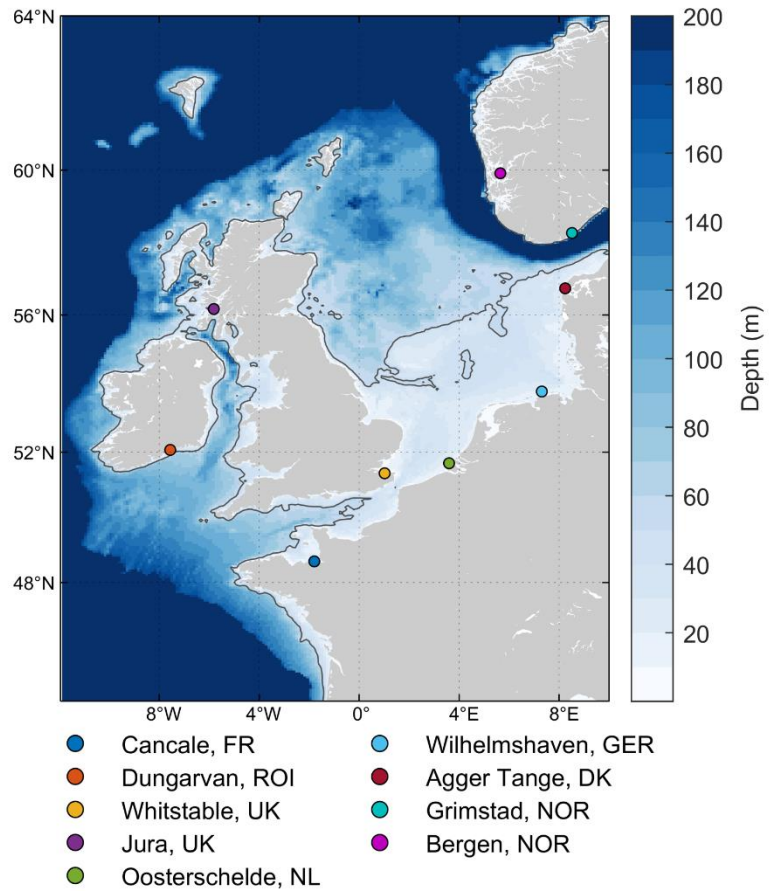 64°N
60°N
56°N
52°N
48°N
8°W 4°W 0° 4°E 8°E
200
180
160
140
120
100
80
60
40
20
Depth (m)
Cancale, FR
Dungarvan, ROI
Whitstable, UK
Jura, UK
Oosterschelde, NL
Wilhelmshaven, GER
Agger Tange, DK
Grimstad, NOR
Bergen, NOR